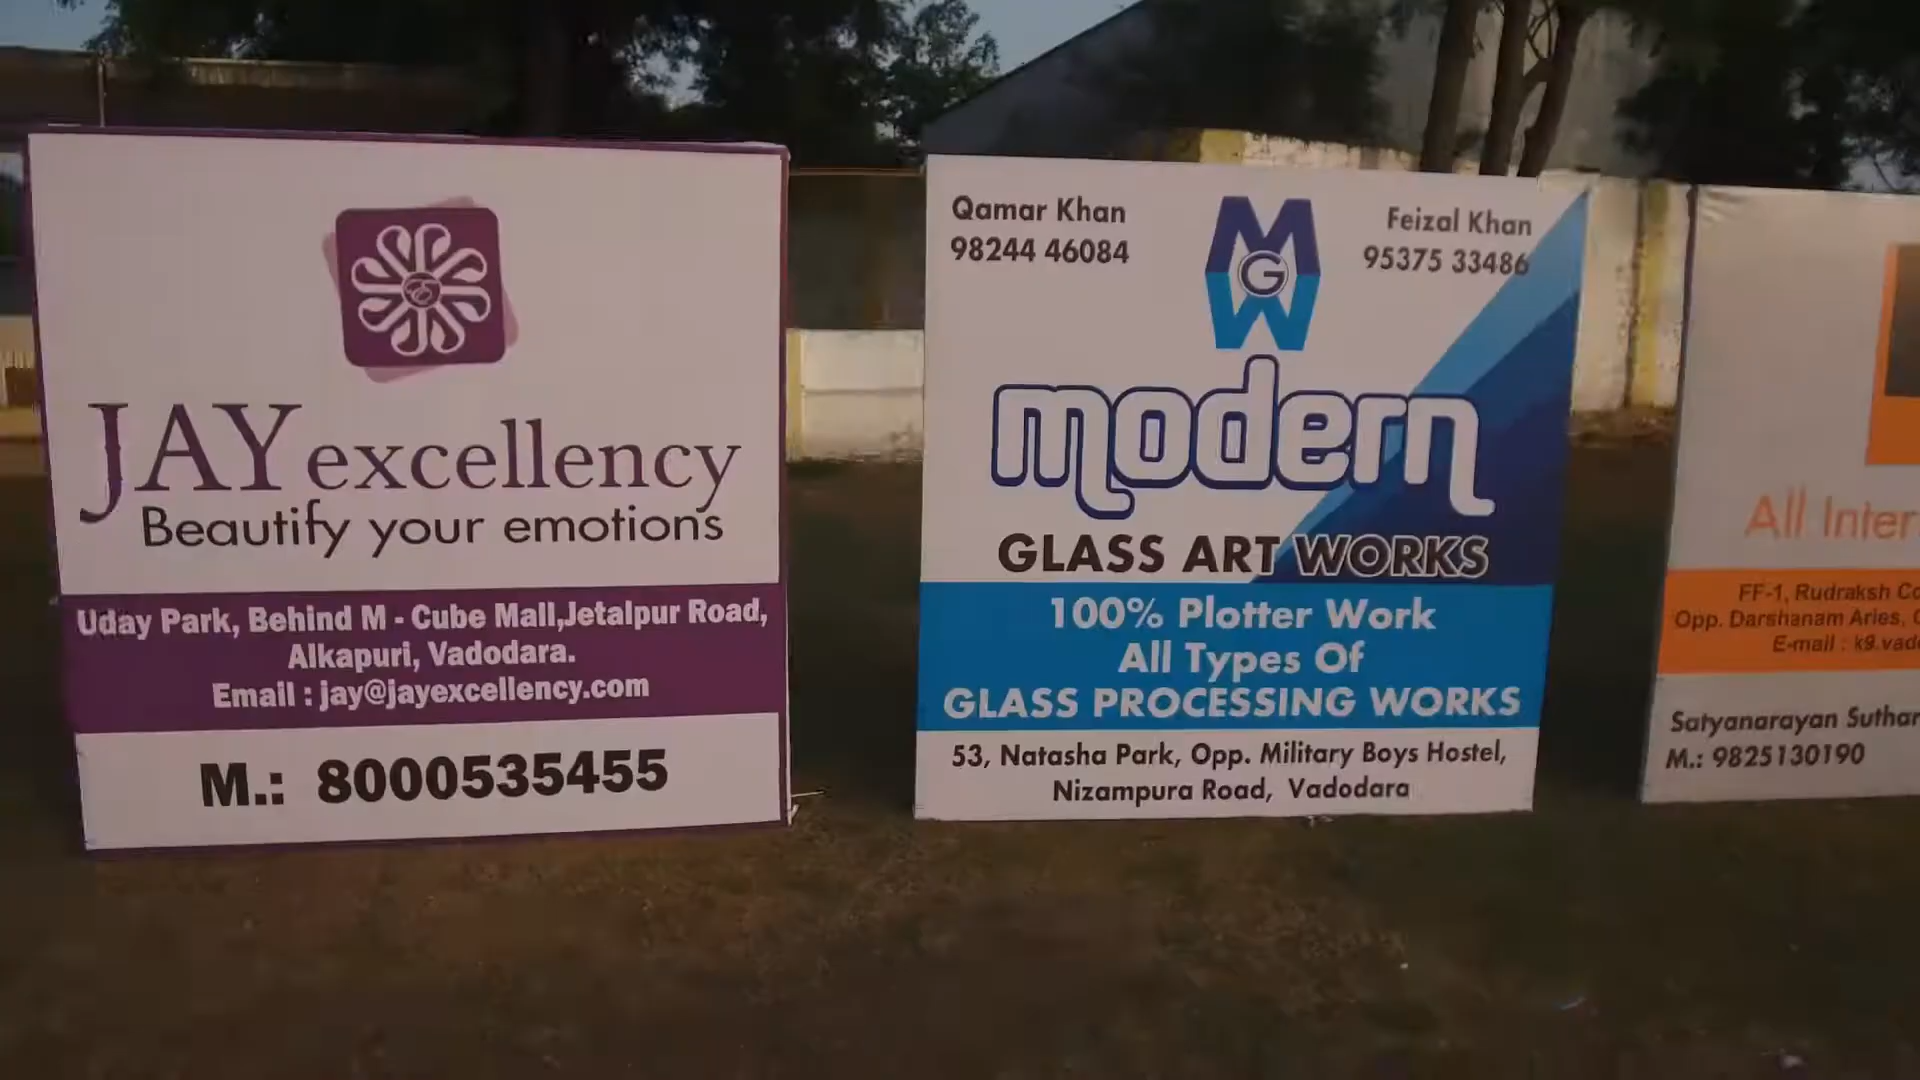 JAY excellency
Beautify your emotions
Uday Park, Behind M - Cube Mall,Jetalpur Road,
Alkapuri, Vadodara.
Email : jay@jayexcellency.com
M.: 8000535455
Qamar Khan
98244 46084
MGW
Feizal Khan
95375 33486
modern
GLASS ART WORKS
100% Plotter Work
All Types Of
GLASS PROCESSING WORKS
53, Natasha Park, Opp. Military Boys Hostel,
Nizampura Road, Vadodara
All Inter
FF-1, Rudraksh Co
Opp. Darshanam Aries,
E-mail : k9.vado
Satyanarayan Suthar
M.: 9825130190